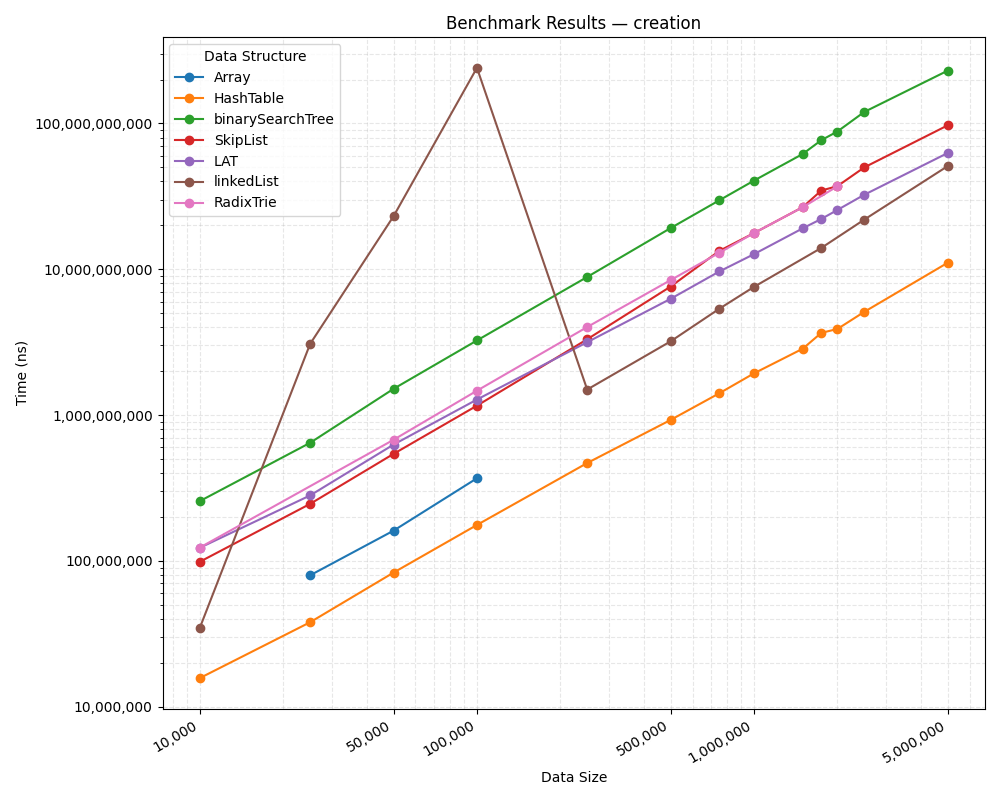 Benchmark Results — creation
Data Structure
Array
HashTable
binarySearchTree
SkipList
LAT
linkedList
RadixTrie
Time (ns)
100,000,000,000
10,000,000,000
1,000,000,000
100,000,000
10,000,000
10,000
50,000
100,000
500,000
1,000,000
5,000,000
Data Size